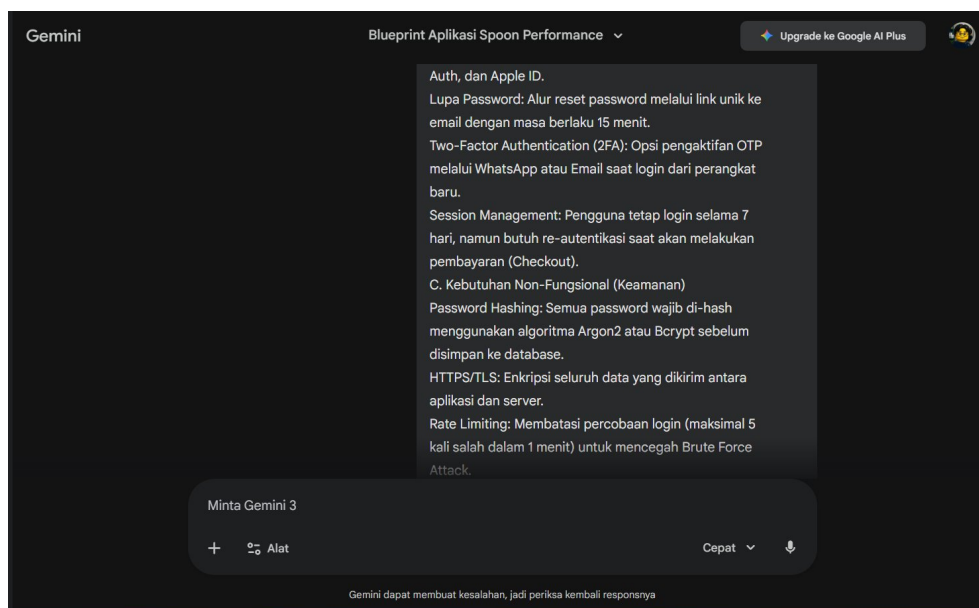 Gemini
Blueprint Aplikasi Spoon Performance
Upgrade ke Google AI Plus
Auth, dan Apple ID.
Lupa Password: Alur reset password melalui link unik ke
email dengan masa berlaku 15 menit.
Two-Factor Authentication (2FA): Opsi pengaktifan OTP
melalui WhatsApp atau Email saat login dari perangkat
baru.
Session Management: Pengguna tetap login selama 7
hari, namun butuh re-autentikasi saat akan melakukan
pembayaran (Checkout).
C. Kebutuhan Non-Fungsional (Keamanan)
Password Hashing: Semua password wajib di-hash
menggunakan algoritma Argon2 atau Bcrypt sebelum
disimpan ke database.
HTTPS/TLS: Enkripsi seluruh data yang dikirim antara
aplikasi dan server.
Rate Limiting: Membatasi percobaan login (maksimal 5
kali salah dalam 1 menit) untuk mencegah Brute Force
Attack.
Minta Gemini 3
Alat
Cepat
Gemini dapat membuat kesalahan, jadi periksa kembali responsnya